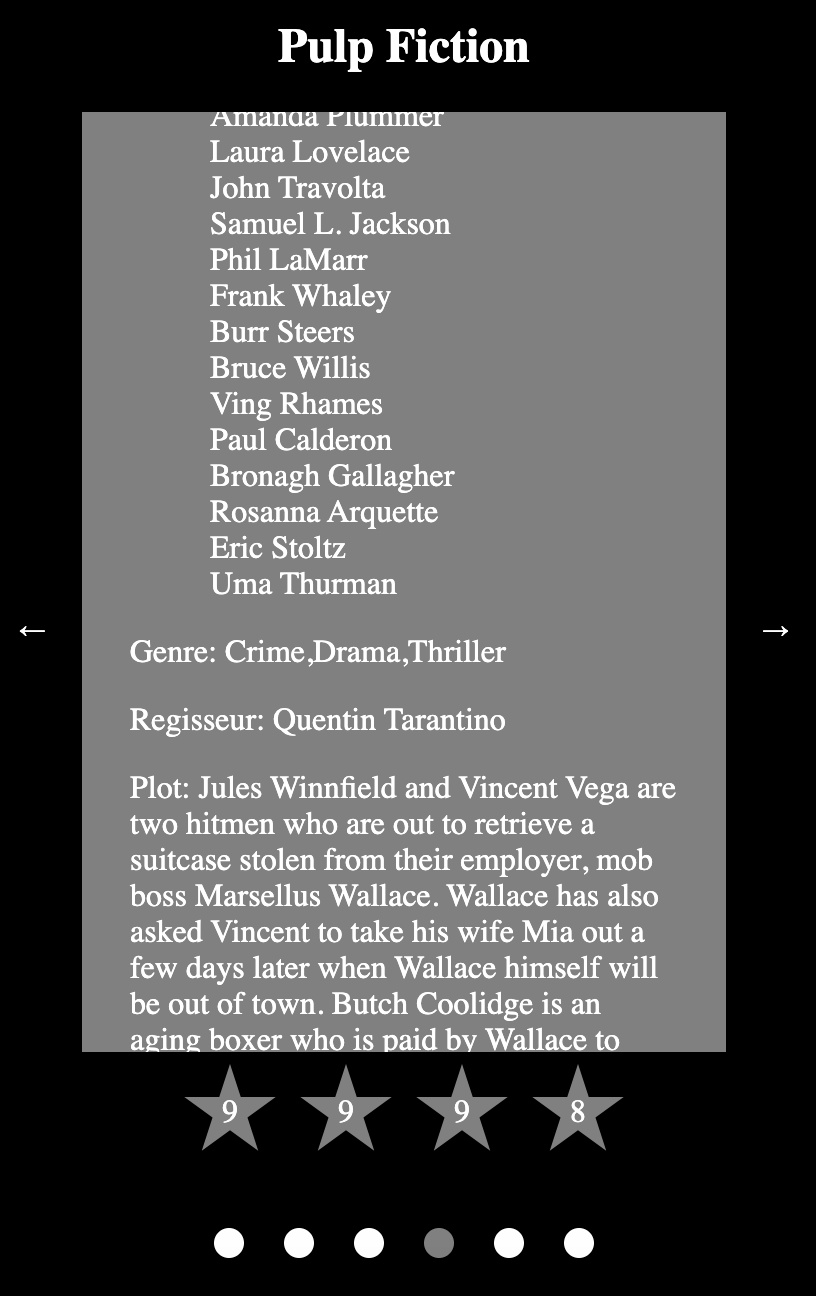 Pulp Fiction
Amanda Plummer
Laura Lovelace
John Travolta
Samuel L. Jackson
Phil LaMarr
Frank Whaley
Burr Steers
Bruce Willis
Ving Rhames
Paul Calderon
Bronagh Gallagher
Rosanna Arquette
Eric Stoltz
Uma Thurman
← →
Genre: Crime,Drama,Thriller
Regisseur: Quentin Tarantino
Plot: Jules Winnfield and Vincent Vega are
two hitmen who are out to retrieve a
suitcase stolen from their employer, mob
boss Marsellus Wallace. Wallace has also
asked Vincent to take his wife Mia out a
few days later when Wallace himself will
be out of town. Butch Coolidge is an
aging boxer who is paid by Wallace to
9 9 9 8